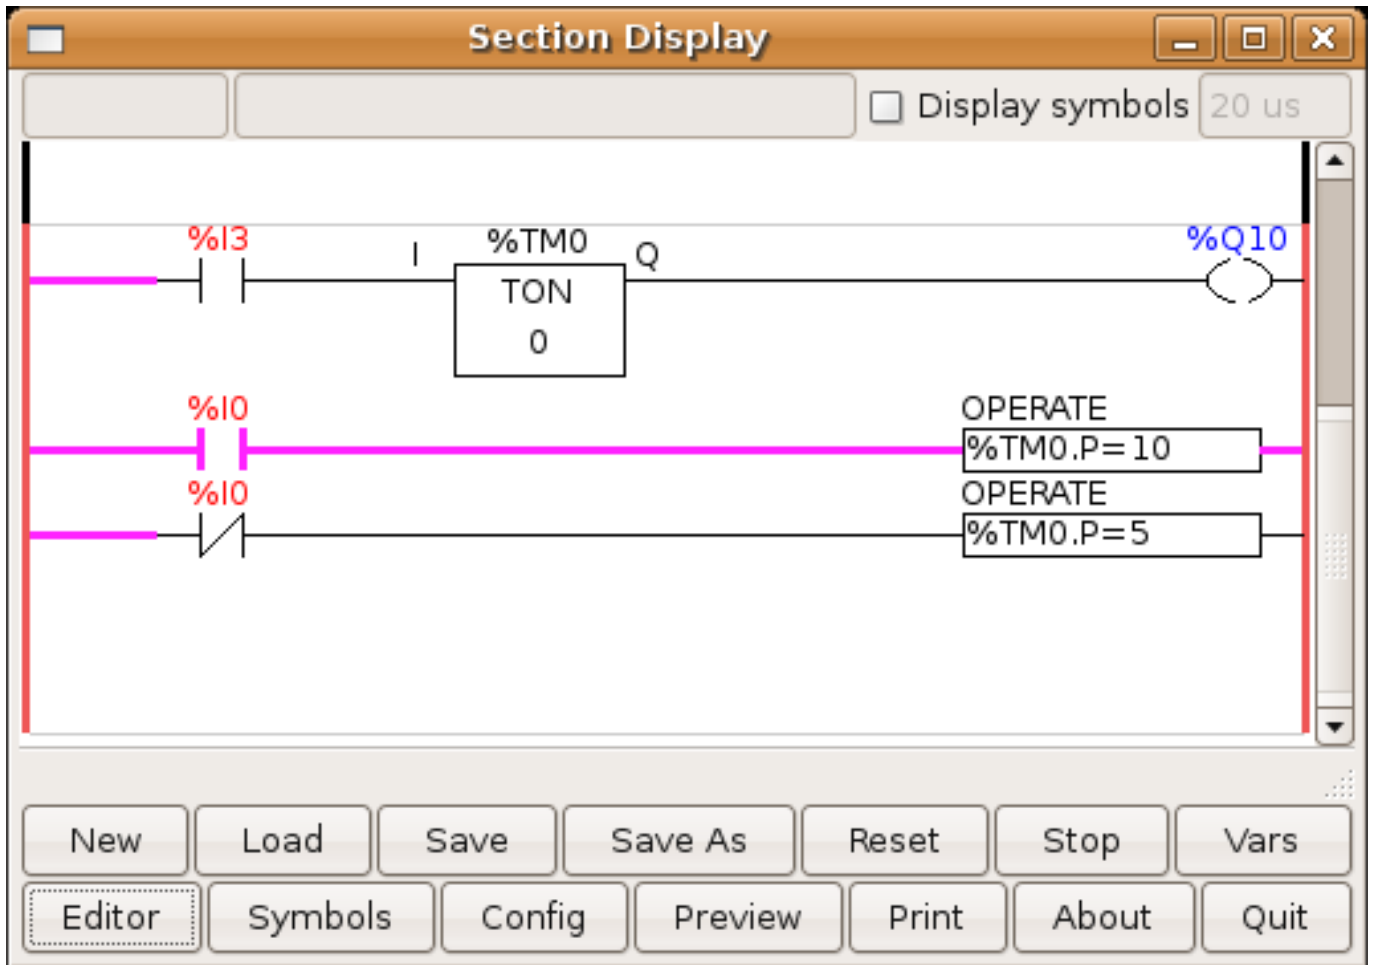 Section Display
Display symbols 20 us
%I3 I %TM0 Q %Q10
TON
0
%I0 OPERATE
%TM0.P=10
%I0 OPERATE
%TM0.P=5
New Load Save Save As Reset Stop Vars
Editor Symbols Config Preview Print About Quit